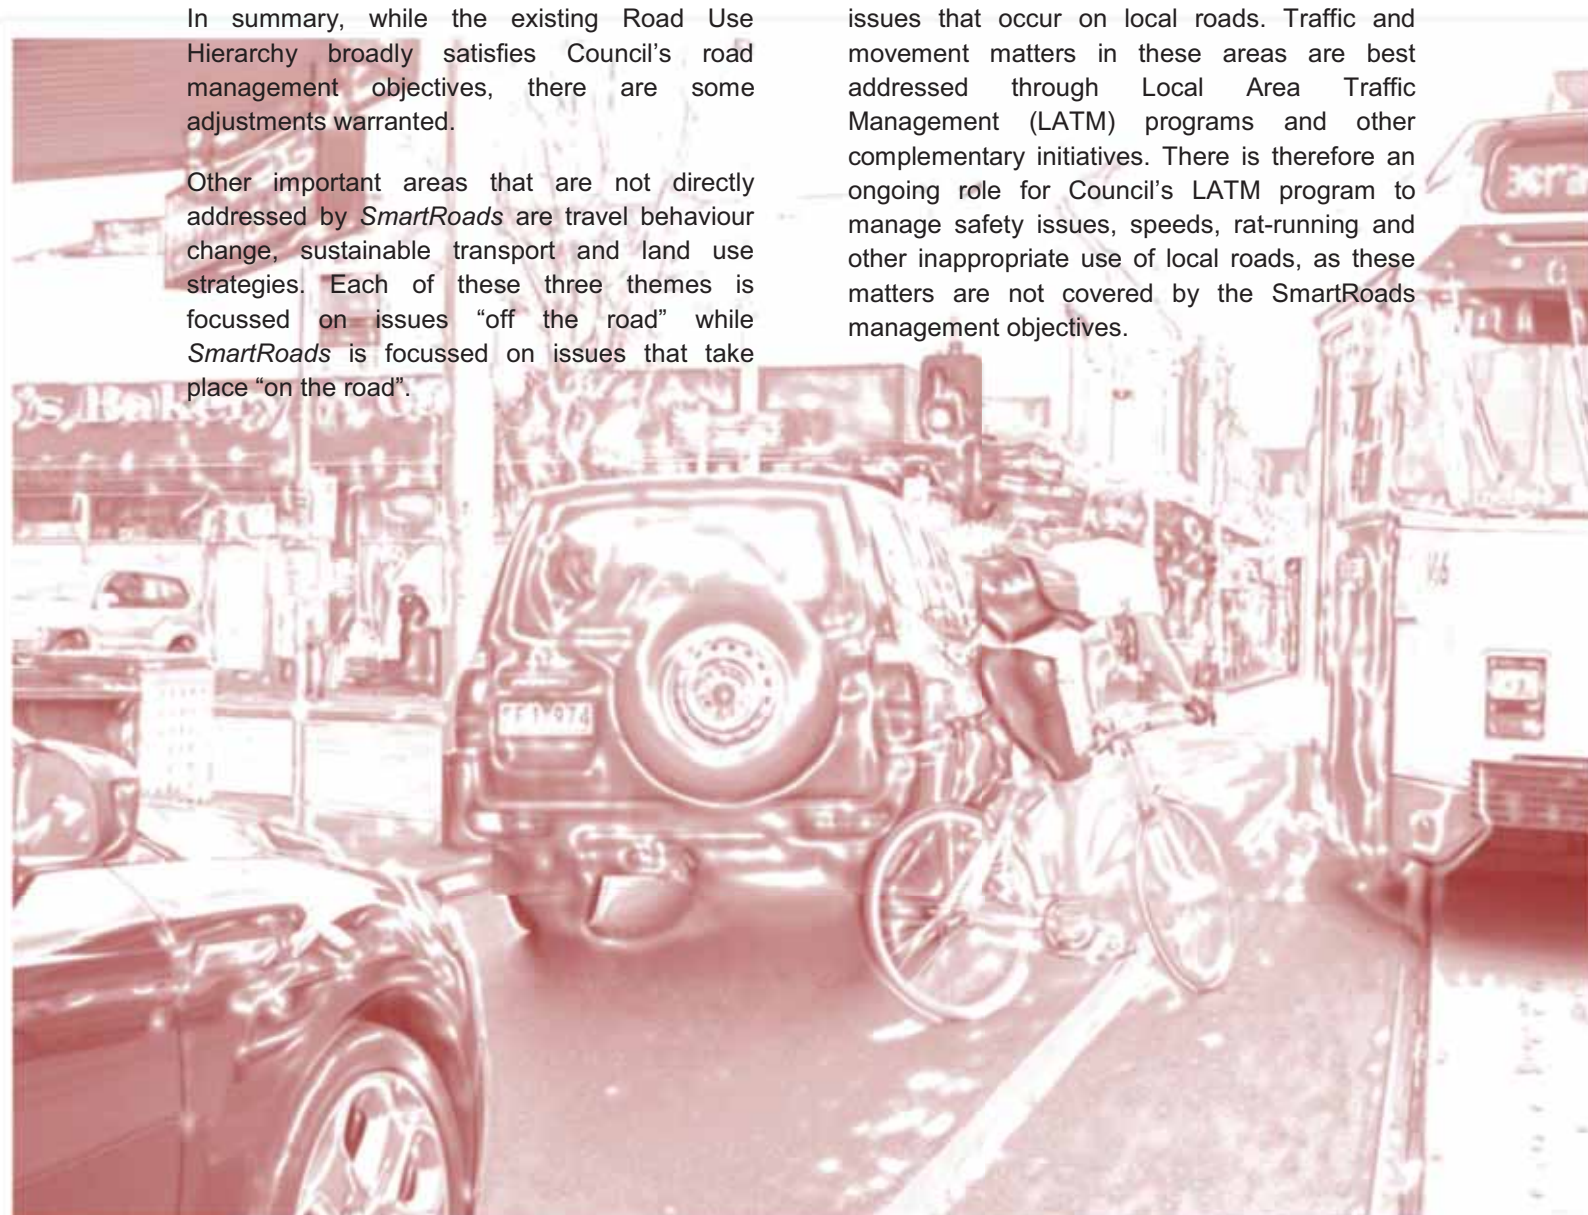 In summary, while the existing Road Use
Hierarchy broadly satisfies Council’s road
management objectives, there are some
adjustments warranted.
Other important areas that are not directly
addressed by SmartRoads are travel behaviour
change, sustainable transport and land use
strategies. Each of these three themes is
focussed on issues “off the road” while
SmartRoads is focussed on issues that take
place “on the road”.
issues that occur on local roads. Traffic and
movement matters in these areas are best
addressed through Local Area Traffic
Management (LATM) programs and other
complementary initiatives. There is therefore an
ongoing role for Council’s LATM program to
manage safety issues, speeds, rat-running and
other inappropriate use of local roads, as these
matters are not covered by the SmartRoads
management objectives.
's Bakery